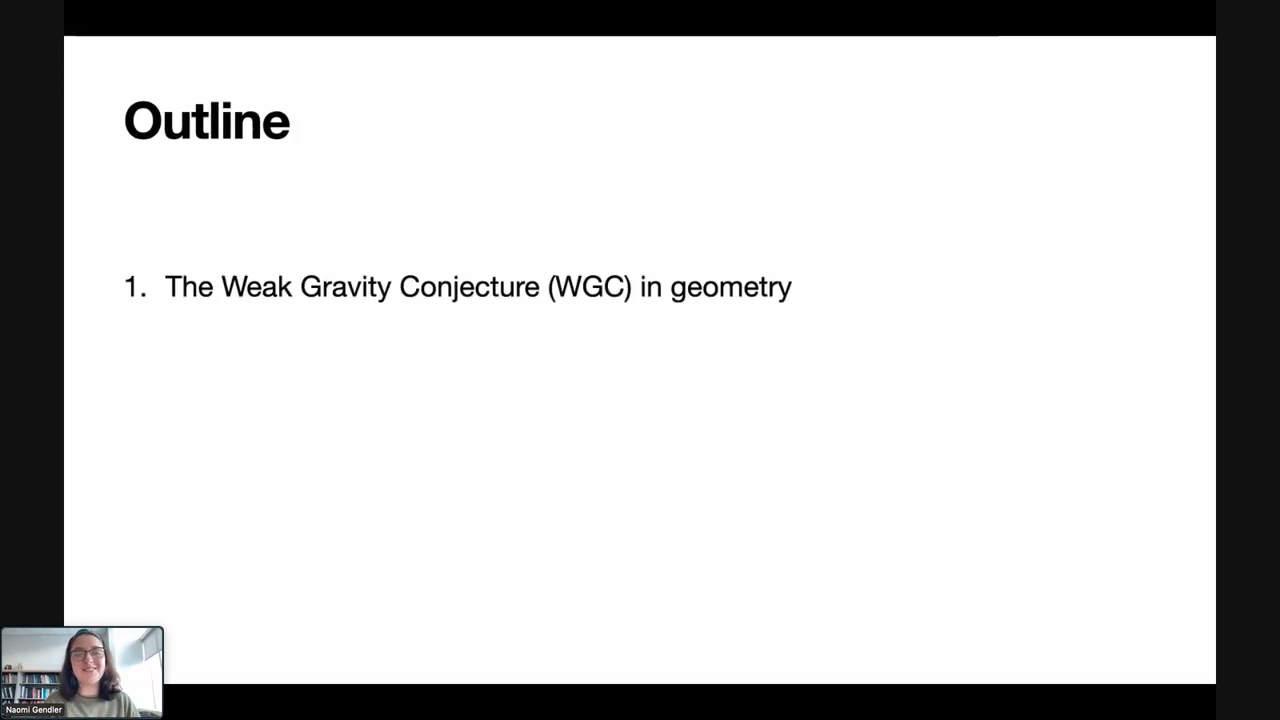 Outline
1. The Weak Gravity Conjecture (WGC) in geometry
Naomi Gendler